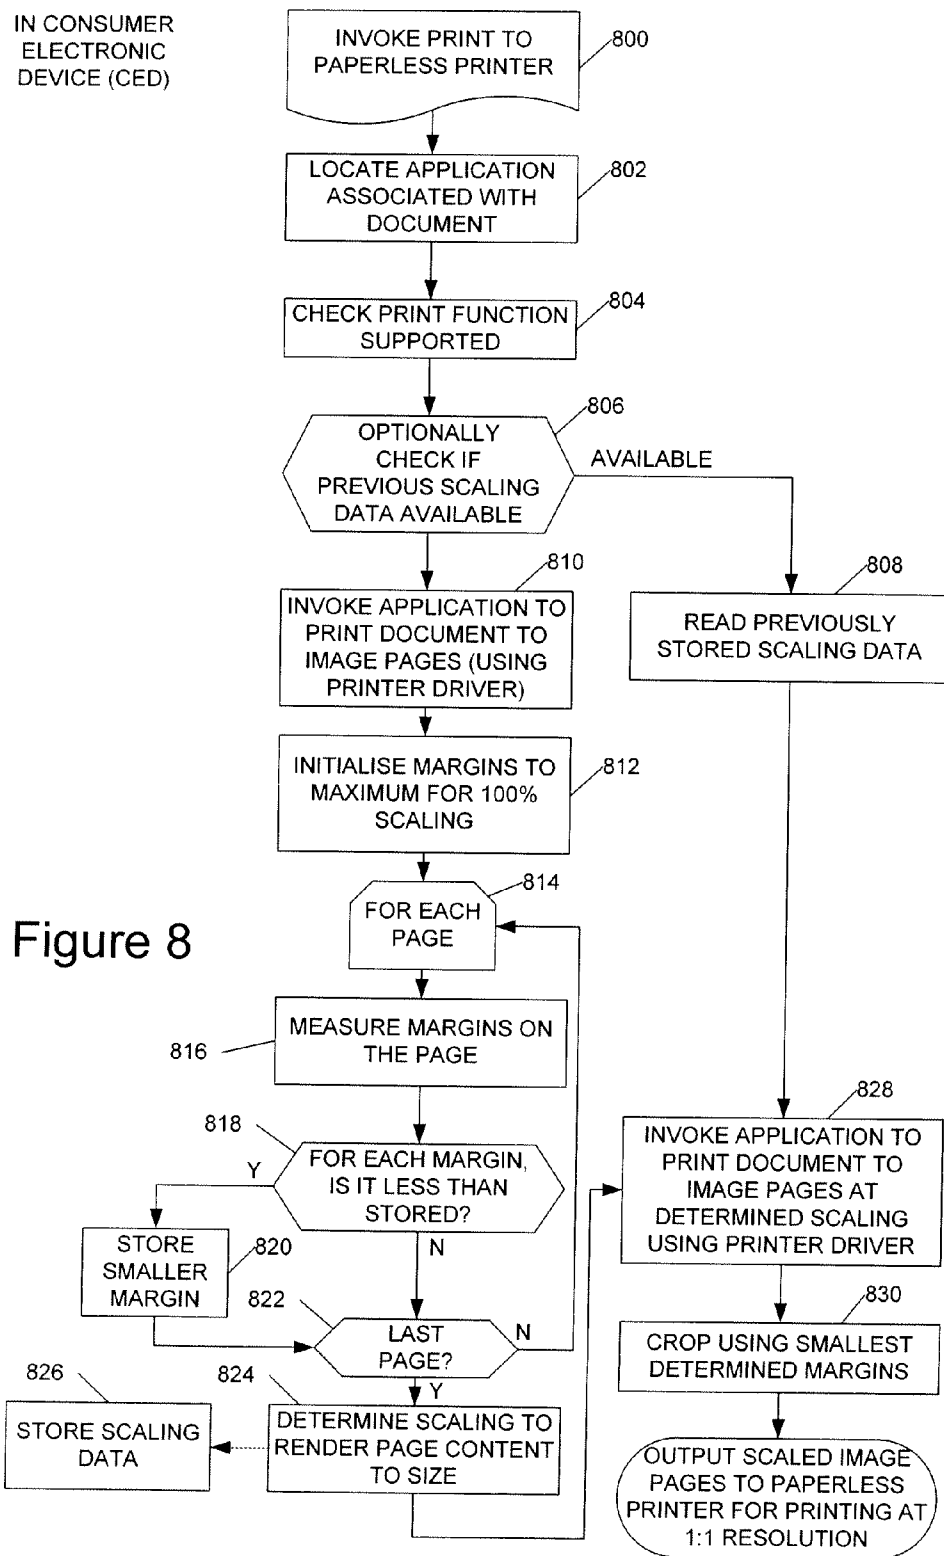 IN CONSUMER
ELECTRONIC
DEVICE (CED)
INVOKE PRINT TO
PAPERLESS PRINTER
800
LOCATE APPLICATION
ASSOCIATED WITH
DOCUMENT
802
CHECK PRINT FUNCTION
SUPPORTED
804
OPTIONALLY
CHECK IF
PREVIOUS SCALING
DATA AVAILABLE
806
AVAILABLE
810
INVOKE APPLICATION TO
PRINT DOCUMENT TO
IMAGE PAGES (USING
PRINTER DRIVER)
808
READ PREVIOUSLY
STORED SCALING DATA
INITIALISE MARGINS TO
MAXIMUM FOR 100%
SCALING
812
814
FOR EACH
PAGE
Figure 8
MEASURE MARGINS ON
THE PAGE
816
818
FOR EACH MARGIN,
IS IT LESS THAN
STORED?
Y
N
STORE
SMALLER
MARGIN
820
822
LAST
PAGE?
N
Y
824
DETERMINE SCALING TO
RENDER PAGE CONTENT
TO SIZE
826
STORE SCALING
DATA
828
INVOKE APPLICATION TO
PRINT DOCUMENT TO
IMAGE PAGES AT
DETERMINED SCALING
USING PRINTER DRIVER
830
CROP USING SMALLEST
DETERMINED MARGINS
OUTPUT SCALED IMAGE
PAGES TO PAPERLESS
PRINTER FOR PRINTING AT
1:1 RESOLUTION